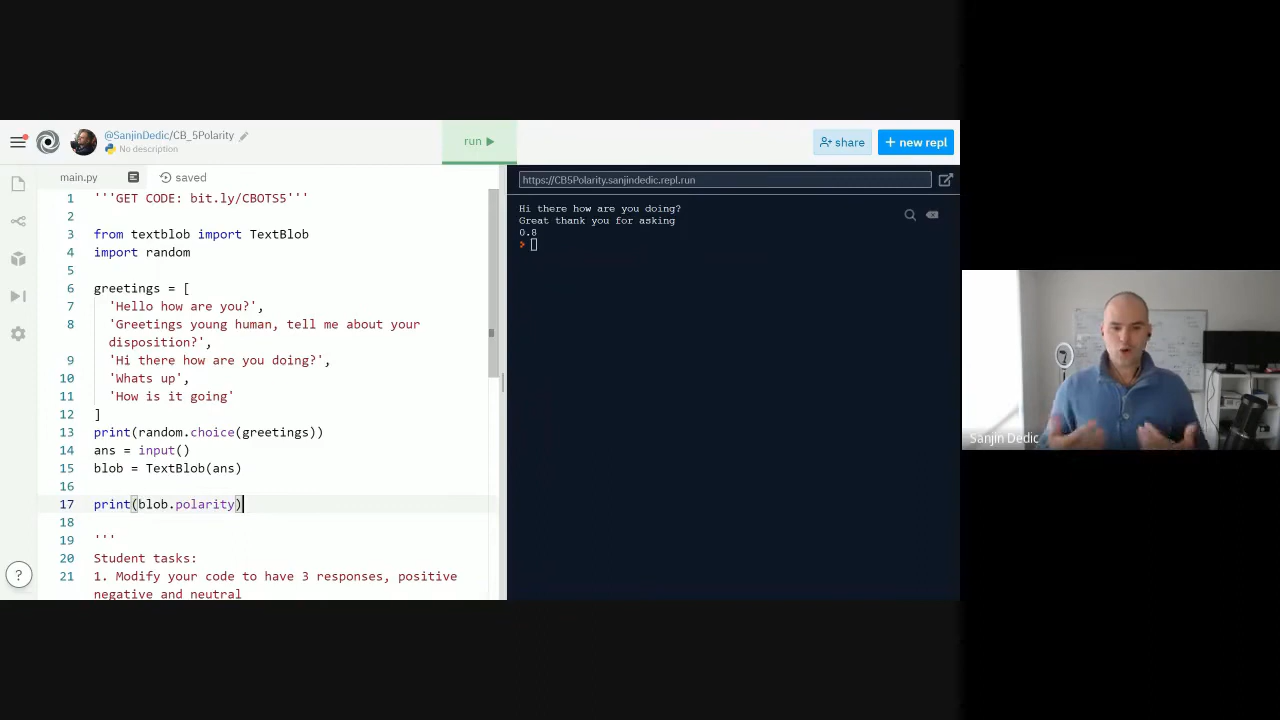 @SanjinDedic/CB_5Polarity
No description
run
share
+ new repl
main.py
saved
https://CB5Polarity.sanjindedic.repl.run
1 '''GET CODE: bit.ly/CBOTS5'''
2
3 from textblob import TextBlob
4 import random
5
6 greetings = [
7 'Hello how are you?',
8 'Greetings young human, tell me about your
disposition?',
9 'Hi there how are you doing?',
10 'Whats up',
11 'How is it going'
12 ]
13 print(random.choice(greetings))
14 ans = input()
15 blob = TextBlob(ans)
16
17 print(blob.polarity)
18
19 '''
20 Student tasks:
21 1. Modify your code to have 3 responses, positive
negative and neutral
?
Hi there how are you doing?
Great thank you for asking
0.8
>
Sanjin Dedic